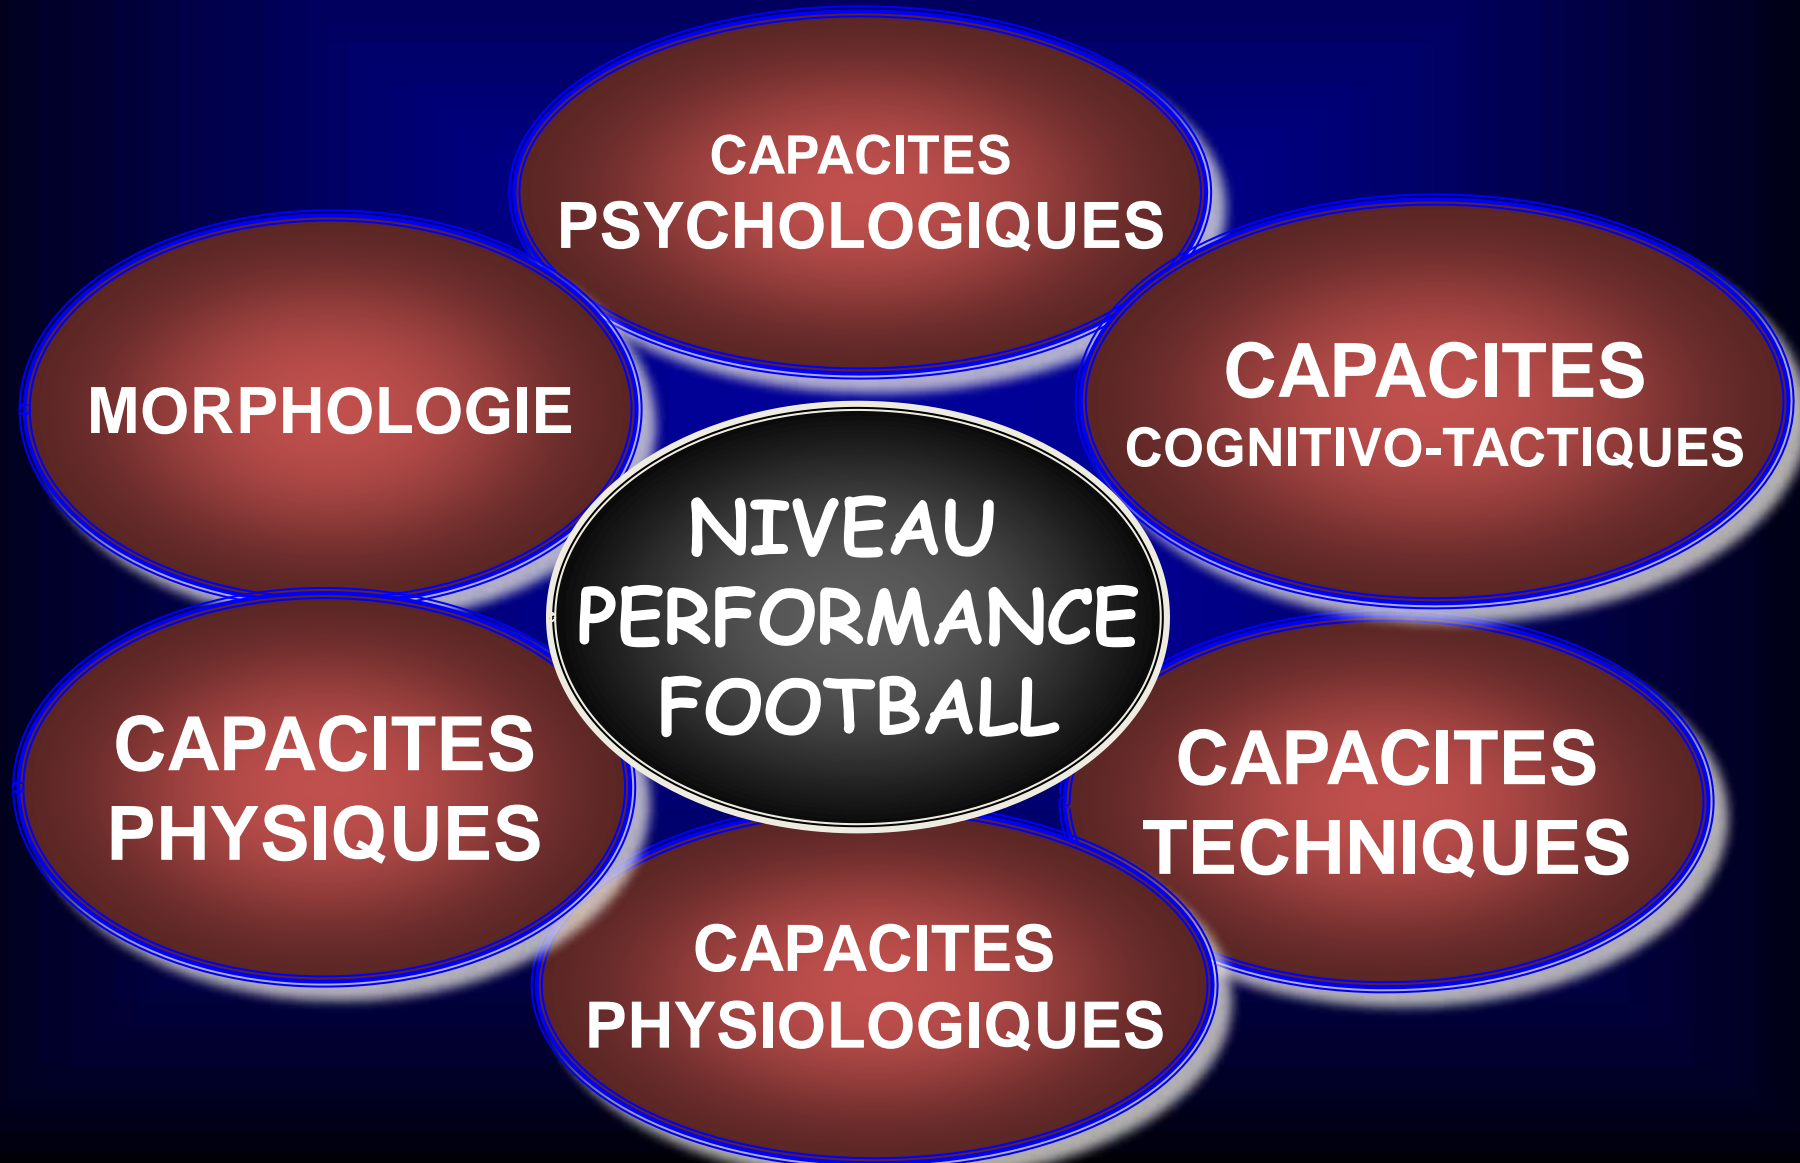 CAPACITES
PSYCHOLOGIQUES
MORPHOLOGIE
CAPACITES
COGNITIVO-TACTIQUES
NIVEAU
PERFORMANCE
FOOTBALL
CAPACITES
PHYSIQUES
CAPACITES
TECHNIQUES
CAPACITES
PHYSIOLOGIQUES